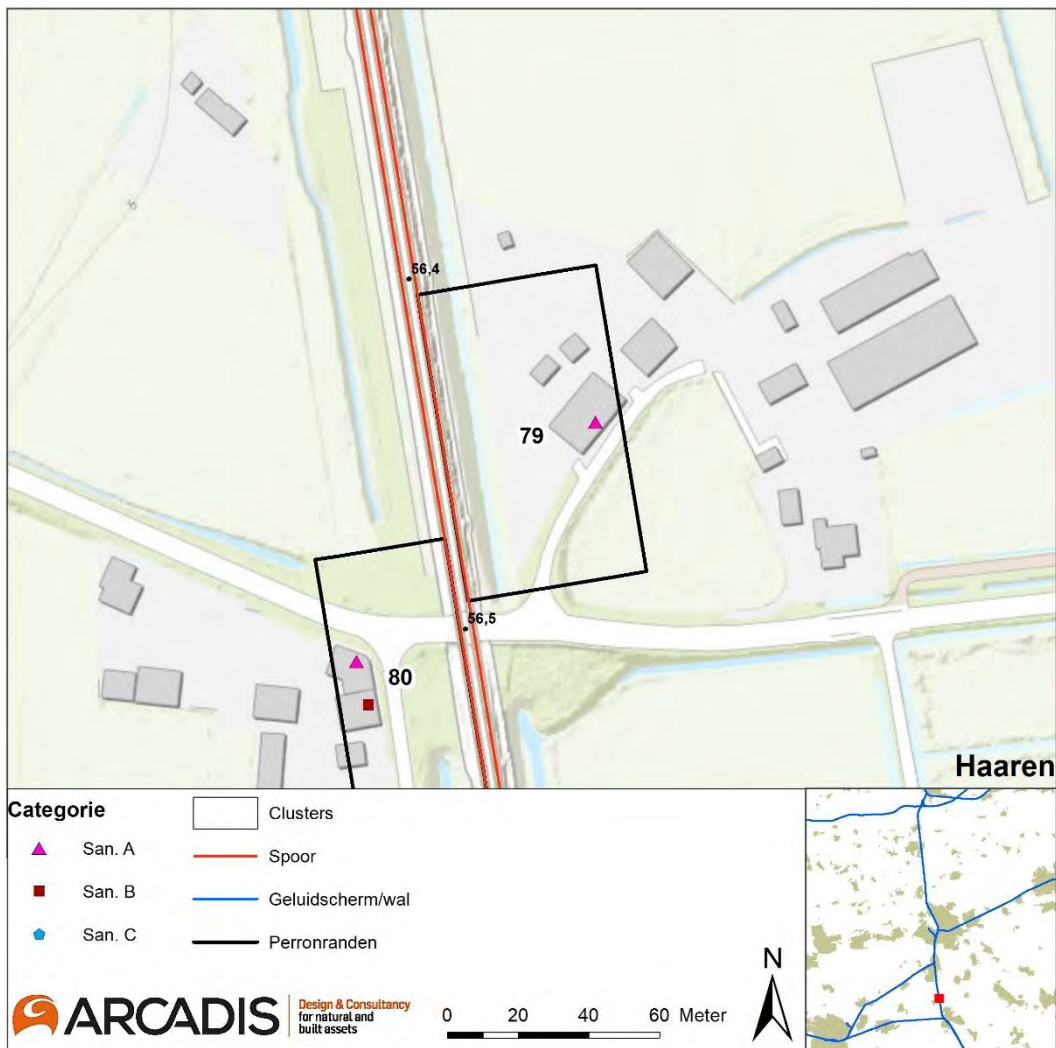 5
56,4
79
56,5
80
Haaren
Categorie
San. A
San. B
San. C
Clusters
Spoor
Geluidscherm/wal
Perronranden
ARCADIS
Design & Consultancy
for natural and
built assets
0 20 40 60 Meter
N